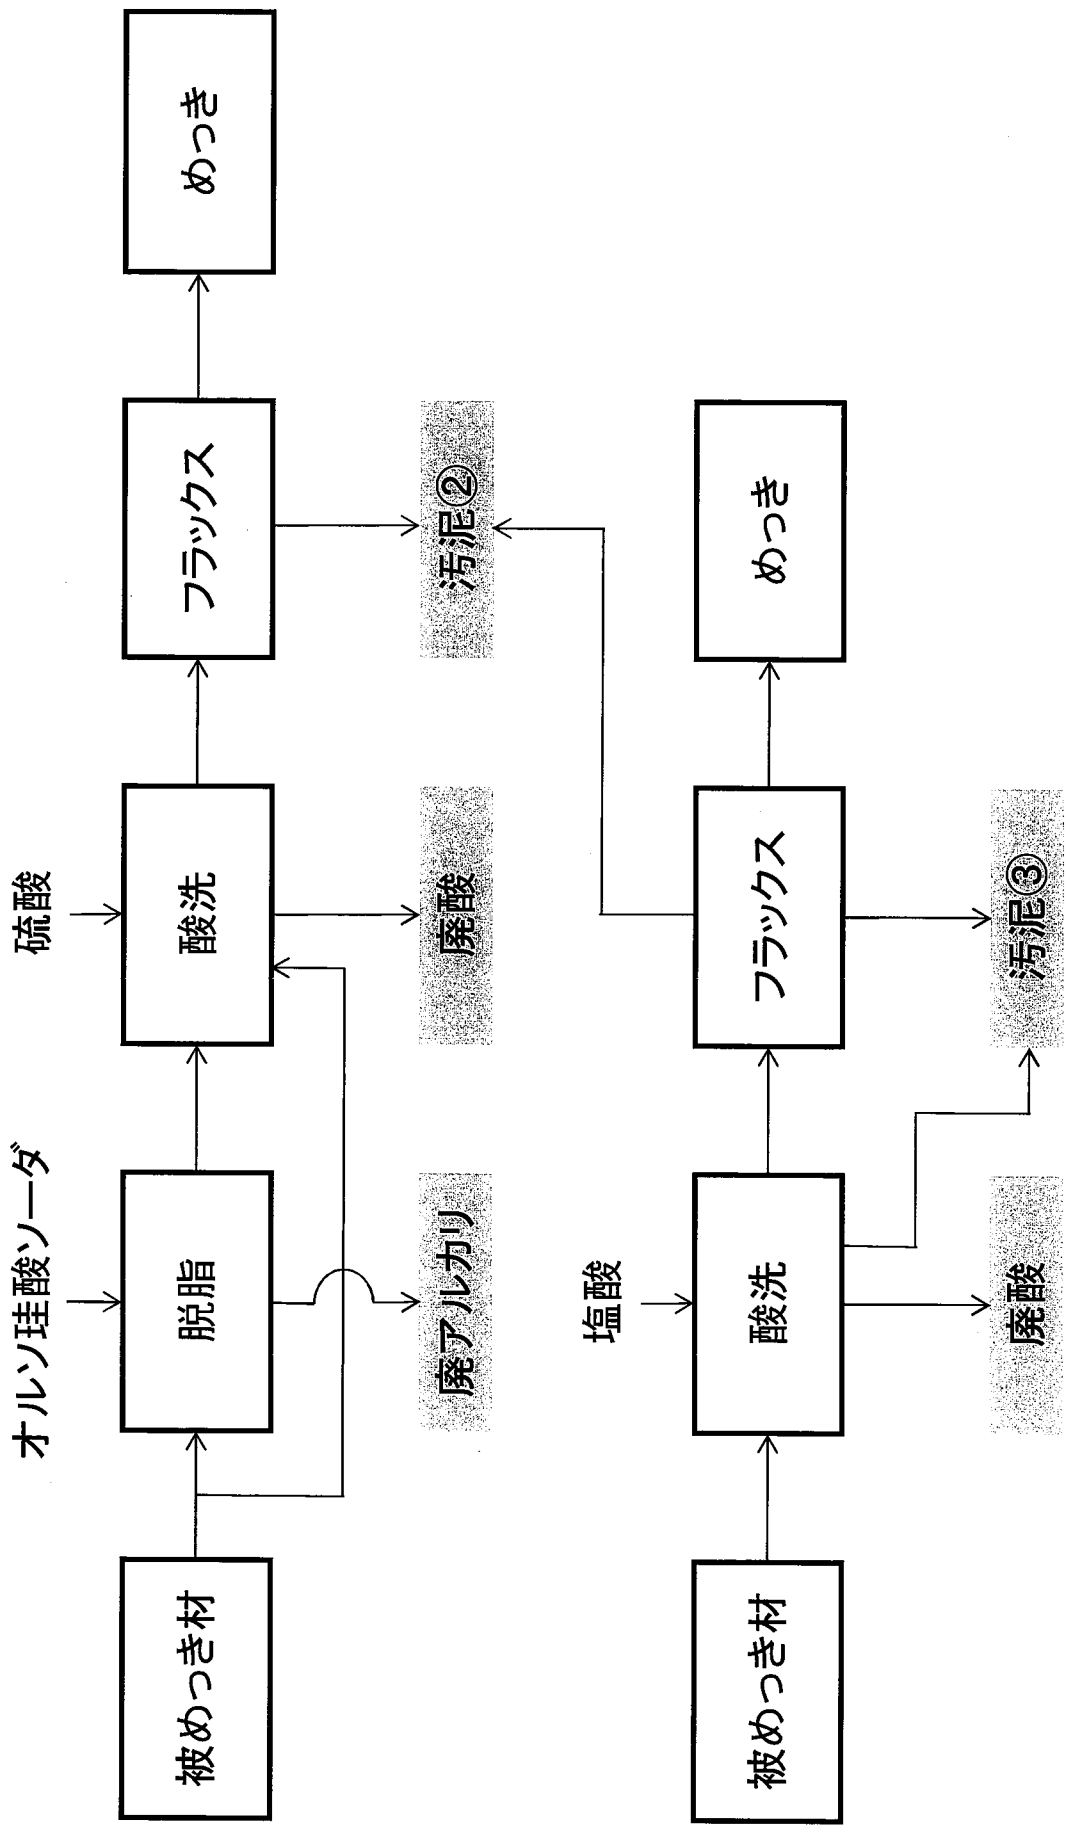 オルソ珪酸ソーダ
硫酸
被めっき材
脱脂
酸洗
フラックス
めっき
廃アルカリ
廃酸
汚泥②
塩酸
被めっき材
酸洗
フラックス
めっき
廃酸
汚泥③